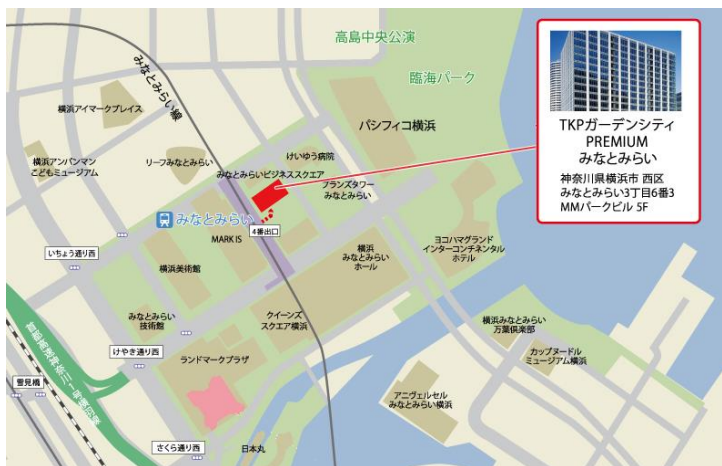 高島中央公演
臨海パーク
みなとみらい線
横浜アイマークプレイス
パシフィコ横浜
TKPガーデンシティ
PREMIUM
みなとみらい
神奈川県横浜市 西区
みなとみらい3丁目6番3
MMパークビル 5F
横浜アンパンマン
こどもミュージアム
リーフみなとみらい
けいゆう病院
みなとみらいビジネススクエア
ブランズタワー
みなとみらい
みなとみらい
4番出口
MARK IS
いちょう通り西
横浜美術館
横浜
みなとみらい
ホール
ヨコハマグランド
インターコンチネンタル
ホテル
みなとみらい
技術館
クイーンズ
スクエア横浜
横浜みなとみらい
万葉倶楽部
けやき通り西
ランドマークプラザ
カップヌードル
ミュージアム横浜
首都高速神奈川1号横羽線
雪見橋
アニヴェルセル
みなとみらい横浜
さくら通り西
日本丸